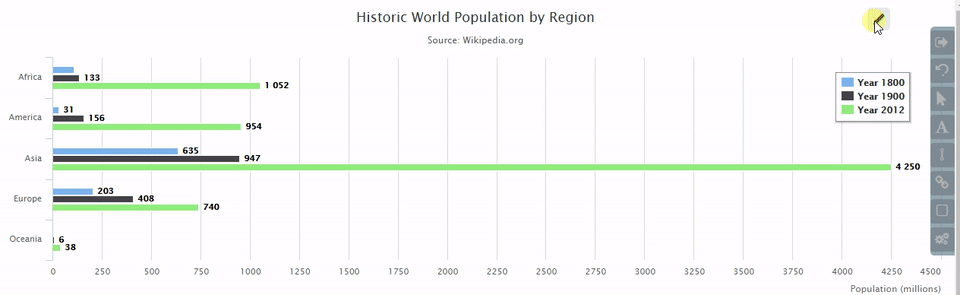 Historic World Population by Region
Source: Wikipedia.org
Africa
133
1 052
Year 1800
Year 1900
Year 2012
America
31
156
954
Asia
635
947
4 250
Europe
203
408
740
Oceania
6
38
0 250 500 750 1000 1250 1500 1750 2000 2250 2500 2750 3000 3250 3500 3750 4000 4250 4500
Population (millions)
A